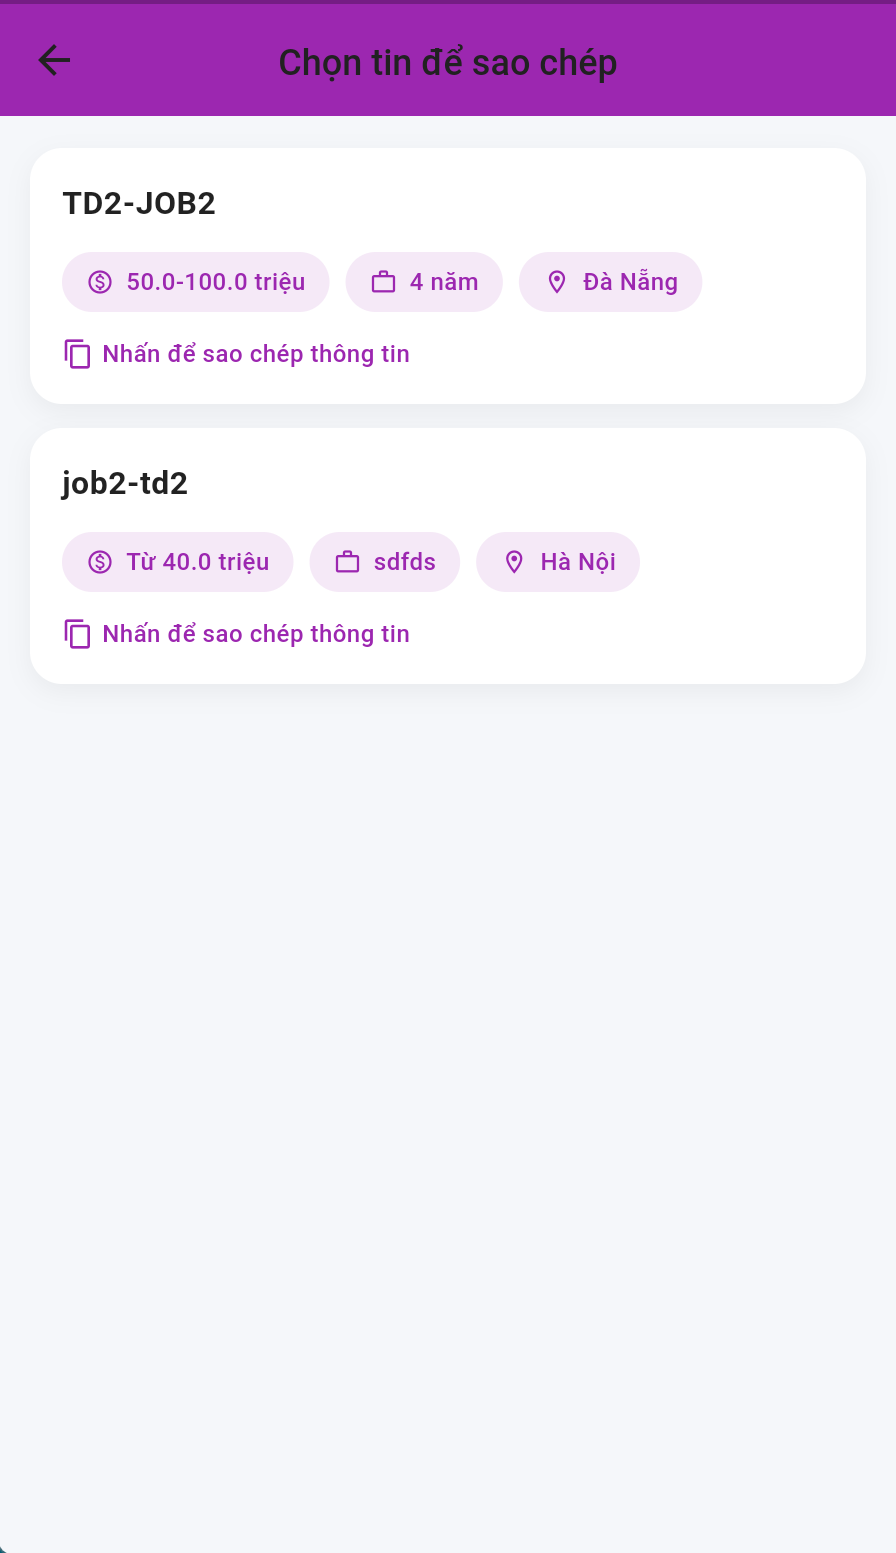 Chọn tin để sao chép
TD2-JOB2
50.0-100.0 triệu 4 năm Đà Nẵng
Nhấn để sao chép thông tin
job2-td2
Từ 40.0 triệu sdfds Hà Nội
Nhấn để sao chép thông tin